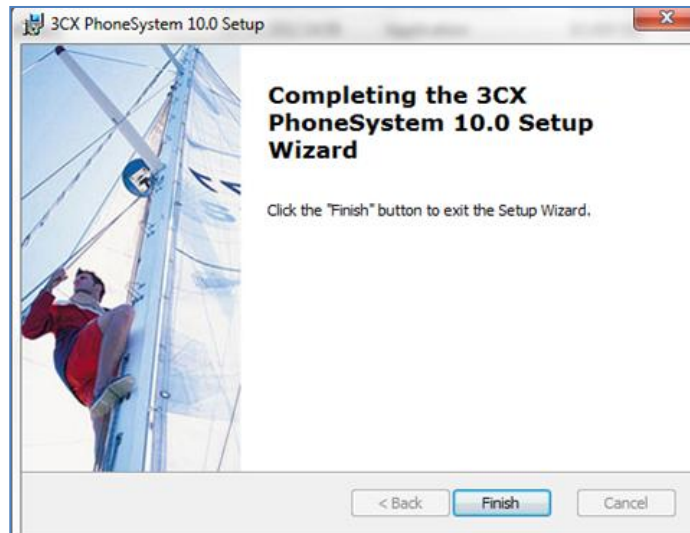 3CX PhoneSystem 10.0 Setup
Completing the 3CX
PhoneSystem 10.0 Setup
Wizard
Click the "Finish" button to exit the Setup Wizard.
< Back
Finish
Cancel